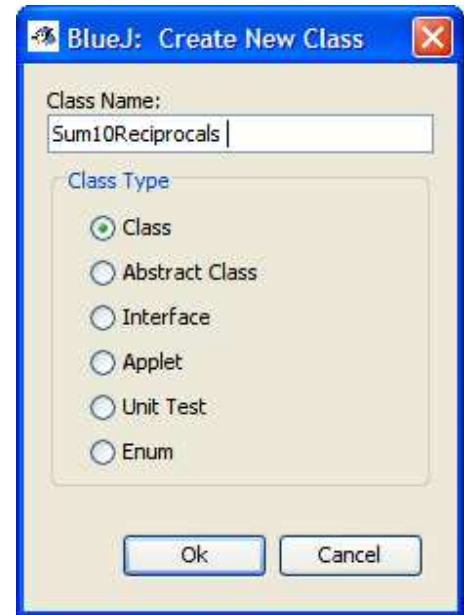 BlueJ: Create New Class
Class Name:
Sum10Reciprocals
Class Type
Class
Abstract Class
Interface
Applet
Unit Test
Enum
Ok Cancel